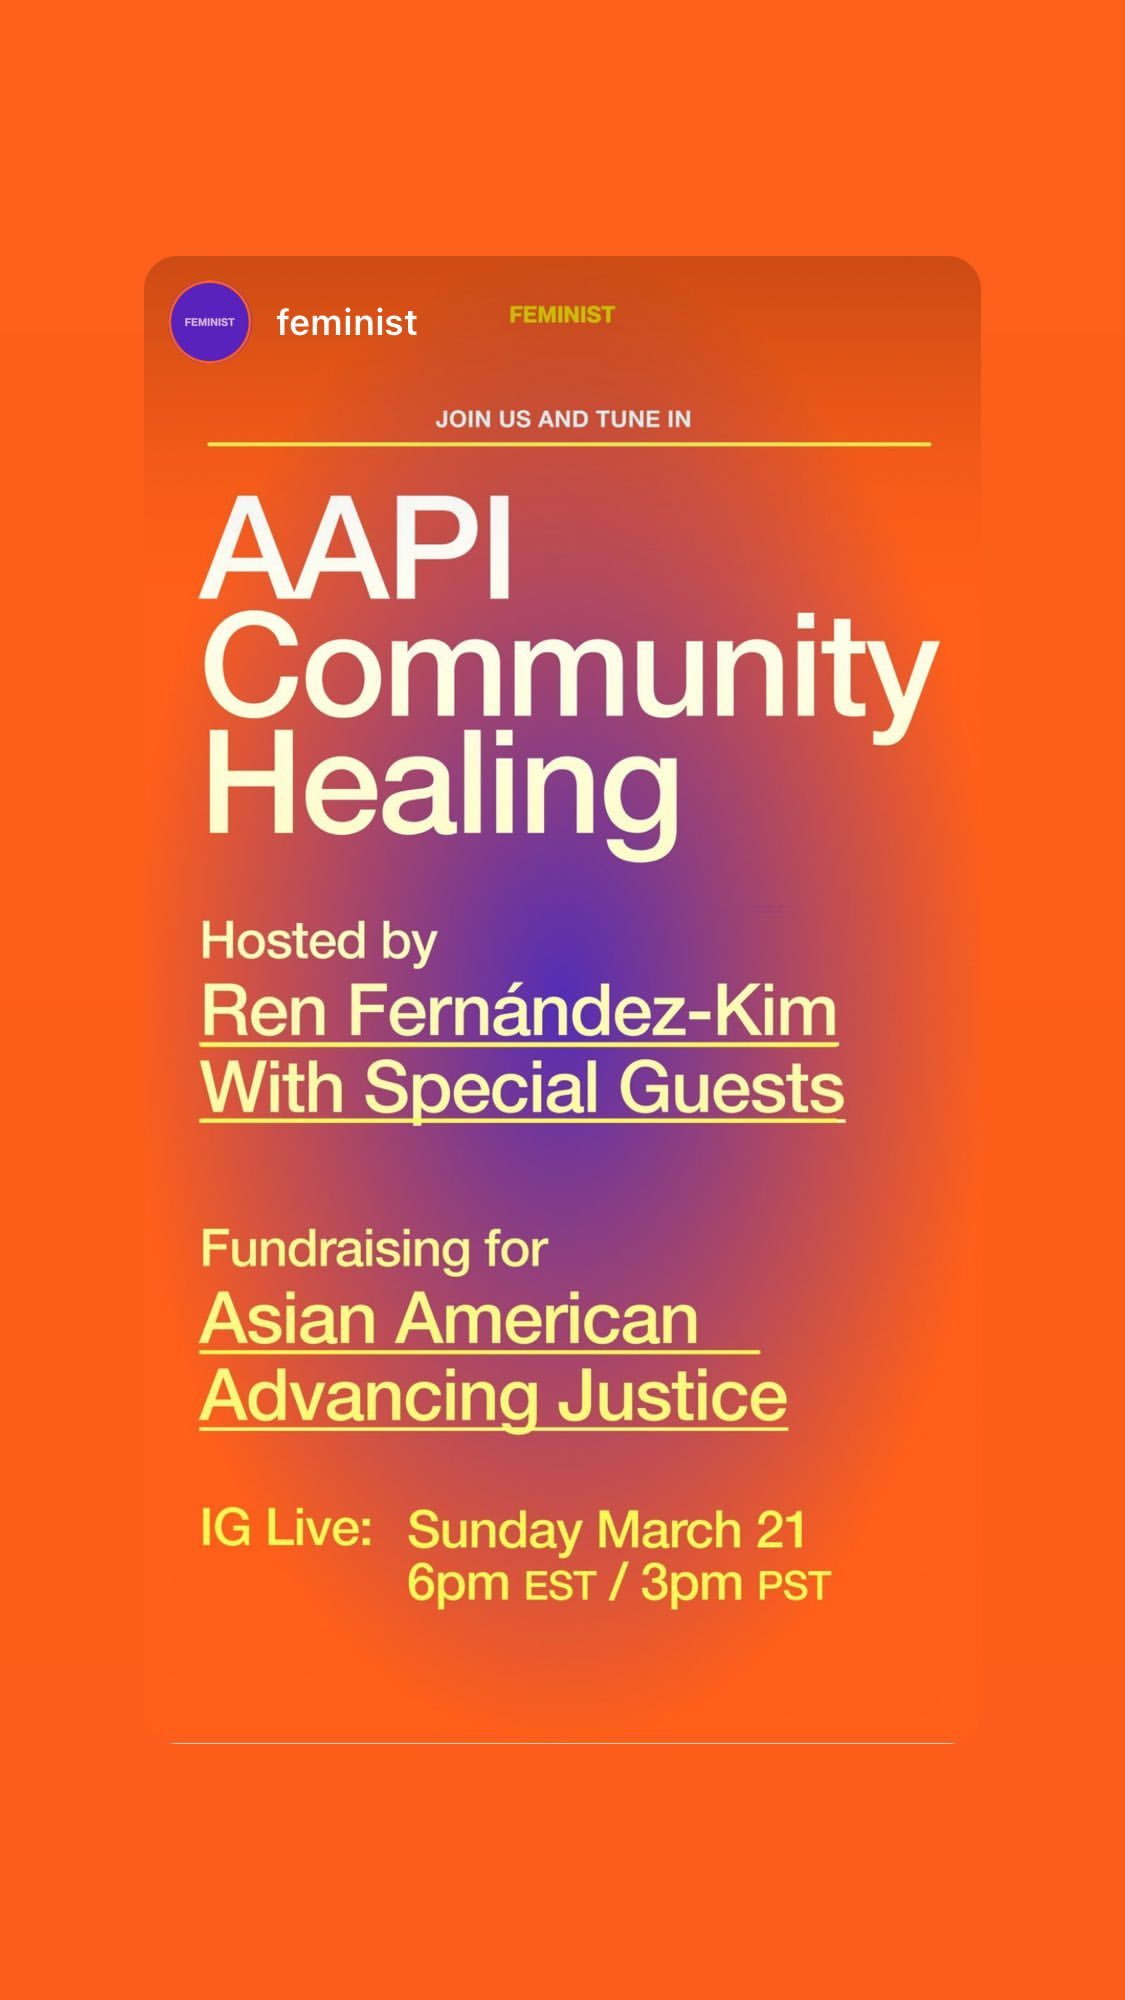 FEMINIST
feminist
FEMINIST
JOIN US AND TUNE IN
AAPI
Community
Healing
Hosted by
Ren Fernández-Kim
With Special Guests
Fundraising for
Asian American
Advancing Justice
IG Live: Sunday March 21
6pm EST / 3pm PST